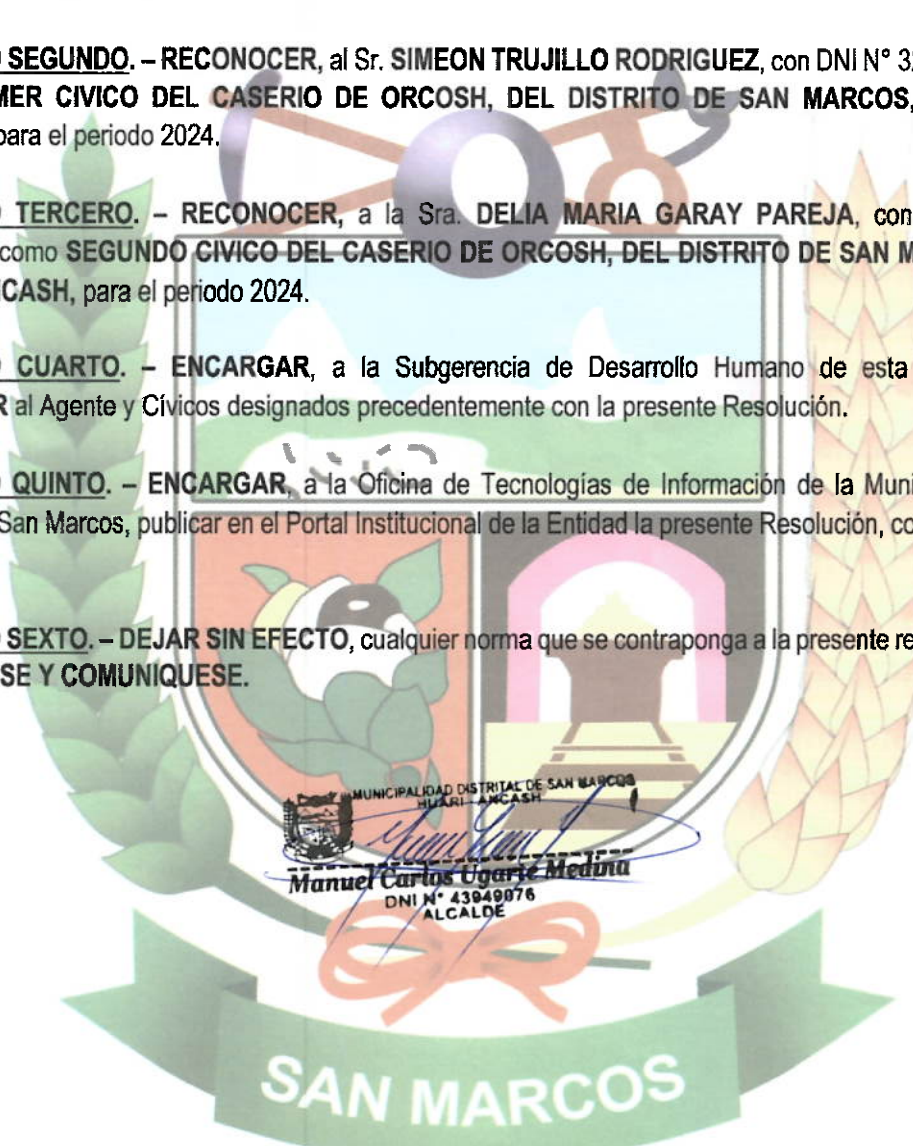 SEGUNDO. – RECONOCER, al Sr. SIMEON TRUJILLO RODRIGUEZ, con DNI N° 3
MER CIVICO DEL CASERIO DE ORCOSH, DEL DISTRITO DE SAN MARCOS,
para el periodo 2024.
TERCERO. – RECONOCER, a la Sra. DELIA MARIA GARAY PAREJA, con
como SEGUNDO CIVICO DEL CASERIO DE ORCOSH, DEL DISTRITO DE SAN M
CASH, para el periodo 2024.
CUARTO. – ENCARGAR, a la Subgerencia de Desarrollo Humano de esta
R al Agente y Cívicos designados precedentemente con la presente Resolución.
QUINTO. – ENCARGAR, a la Oficina de Tecnologías de Información de la Muni
San Marcos, publicar en el Portal Institucional de la Entidad la presente Resolución, co
SEXTO. – DEJAR SIN EFECTO, cualquier norma que se contraponga a la presente re
SE Y COMUNIQUESE.
MUNICIPALIDAD DISTRITAL DE SAN MARCOS
HUARI - ANCASH
Manuel Carlos Ugarte Medina
DNI N° 43949076
ALCALDE
SAN MARCOS